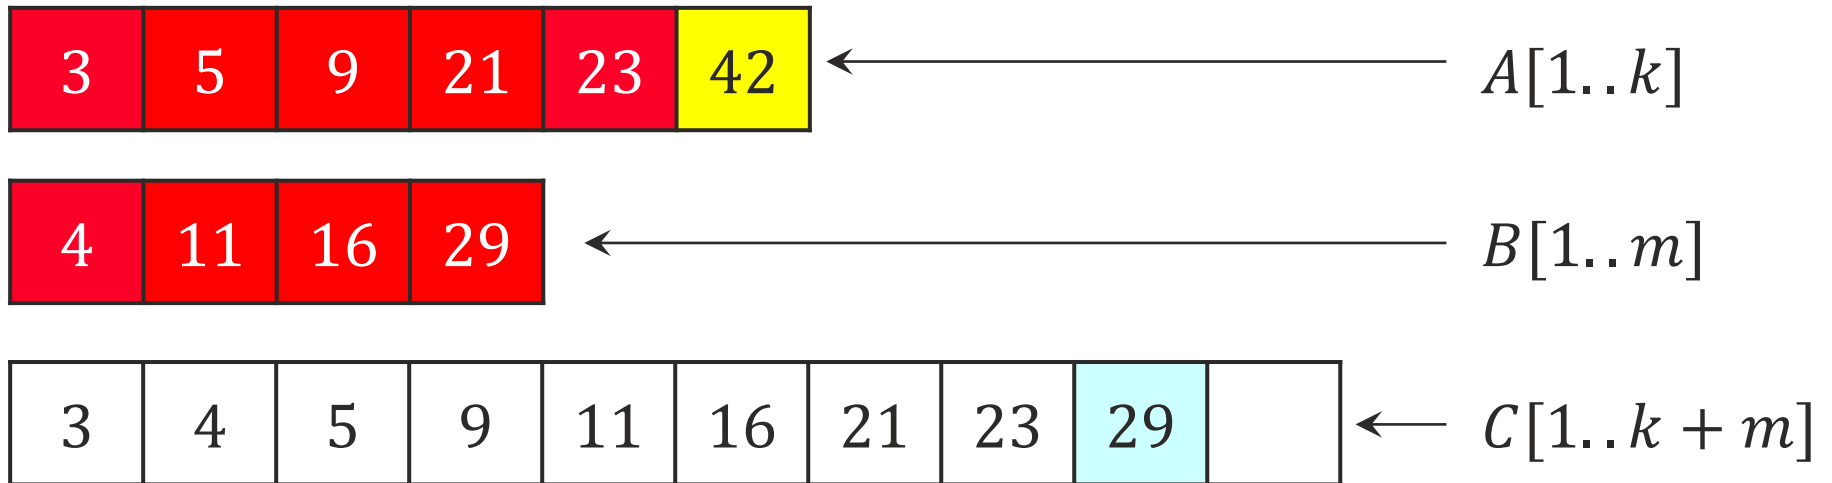 3 5 9 21 23 42 A[1..k]
4 11 16 29 B[1..m]
3 4 5 9 11 16 21 23 29 C[1..k + m]